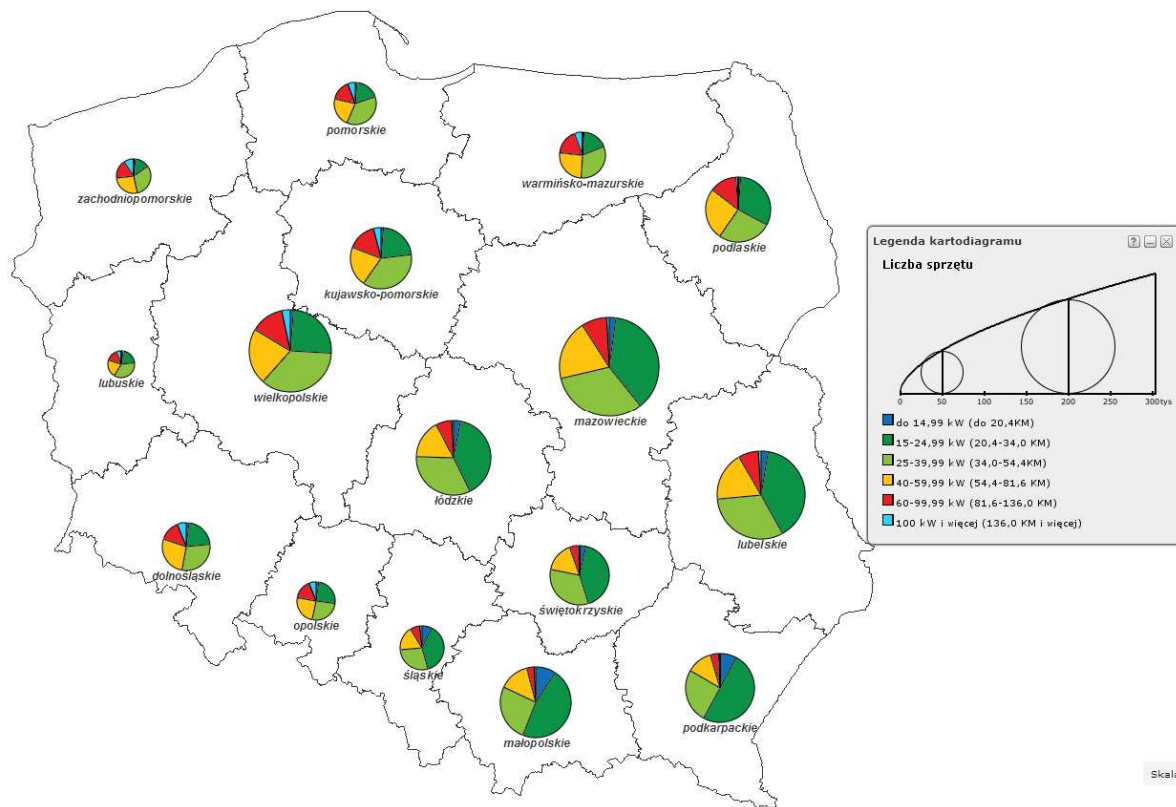 pomorskie
warmińsko-mazurskie
zachodniopomorskie
podlaskie
kujawsko-pomorskie
lubuskie
wielkopolskie
mazowieckie
łódzkie
lubelskie
dolnośląskie
świętokrzyskie
opolskie
śląskie
małopolskie
podkarpackie
Legenda kartodiagramu
Liczba sprzętu
0 50 100 150 200 250 300tys
do 14,99 kW (do 20,4KM)
15-24,99 kW (20,4-34,0 KM)
25-39,99 kW (34,0-54,4KM)
40-59,99 kW (54,4-81,6 KM)
60-99,99 kW (81,6-136,0 KM)
100 kW i więcej (136,0 KM i więcej)